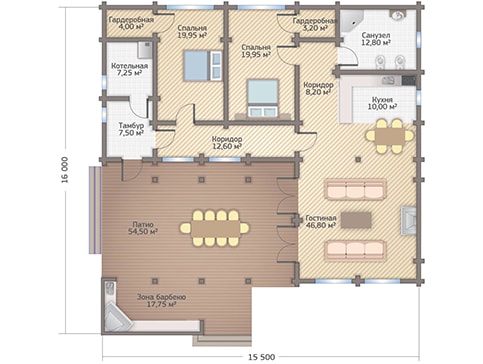 Гардеробная
4,00 м²
Спальня
19,95 м²
Гардеробная
3,20 м²
Санузел
12,80 м²
Котельная
7,25 м²
Спальня
19,95 м²
Коридор
8,20 м²
Кухня
10,00 м²
Тамбур
7,50 м²
Коридор
12,60 м²
16 000
Патио
54,50 м²
Гостиная
46,80 м²
Зона барбекю
17,75 м²
15 500